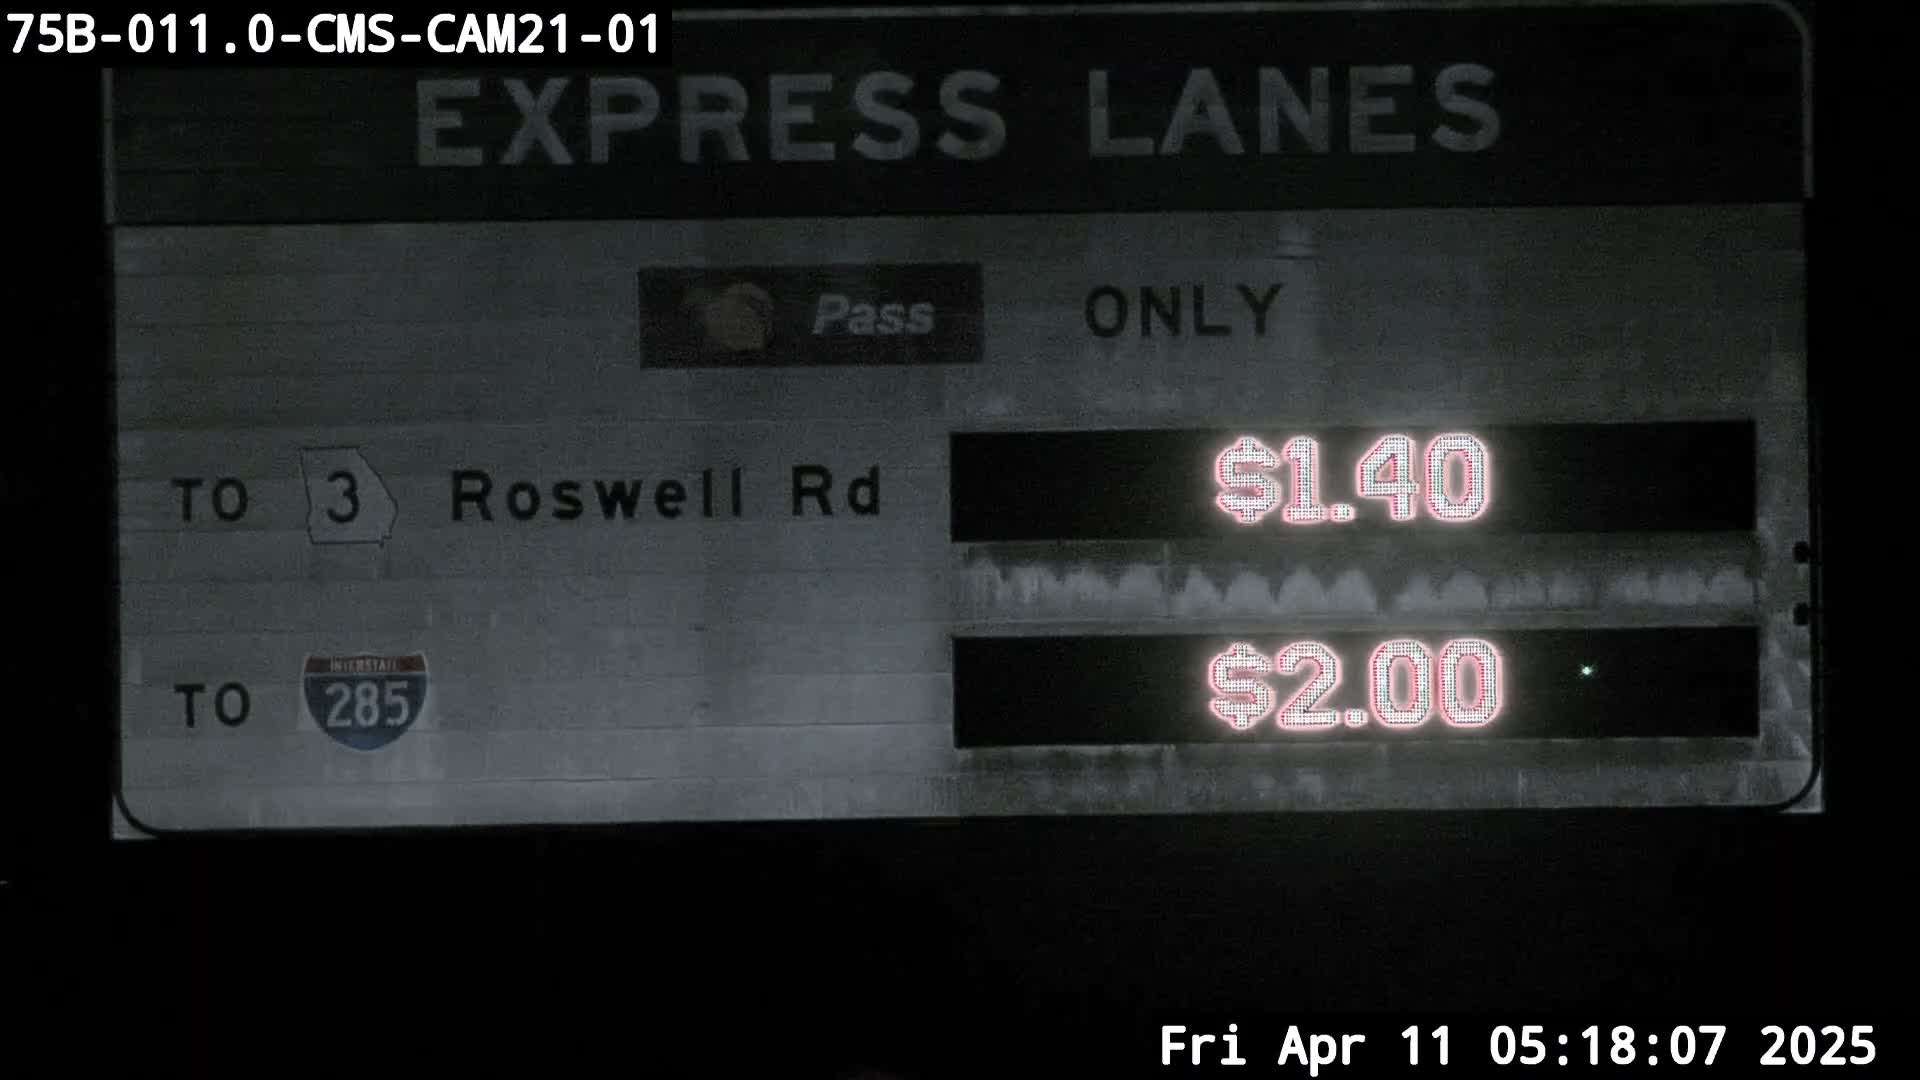 75B-011.0-CMS-CAM21-01
EXPRESS LANES
Pass ONLY
TO 3 Roswell Rd $1.40
TO INTERSTATE 285 $2.00
Fri Apr 11 05:18:07 2025